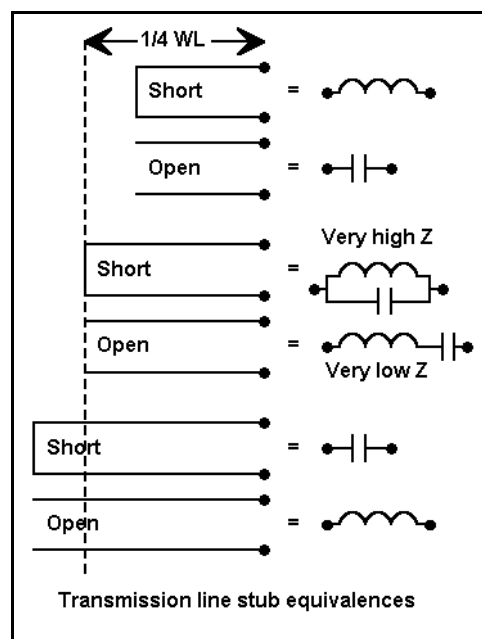 1/4 WL
Short =
Open =
Very high Z
Short =
Open =
Very low Z
Short =
Open =
Transmission line stub equivalences